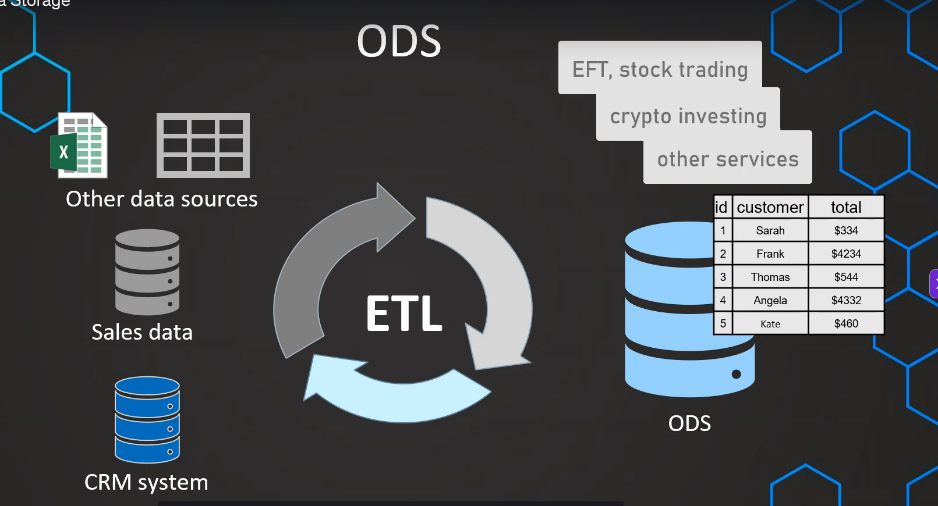 a Storage
ODS
EFT, stock trading
crypto investing
other services
X
Other data sources
Sales data
CRM system
ETL
id customer total
1 Sarah $334
2 Frank $4234
3 Thomas $544
4 Angela $4332
5 Kate $460
ODS